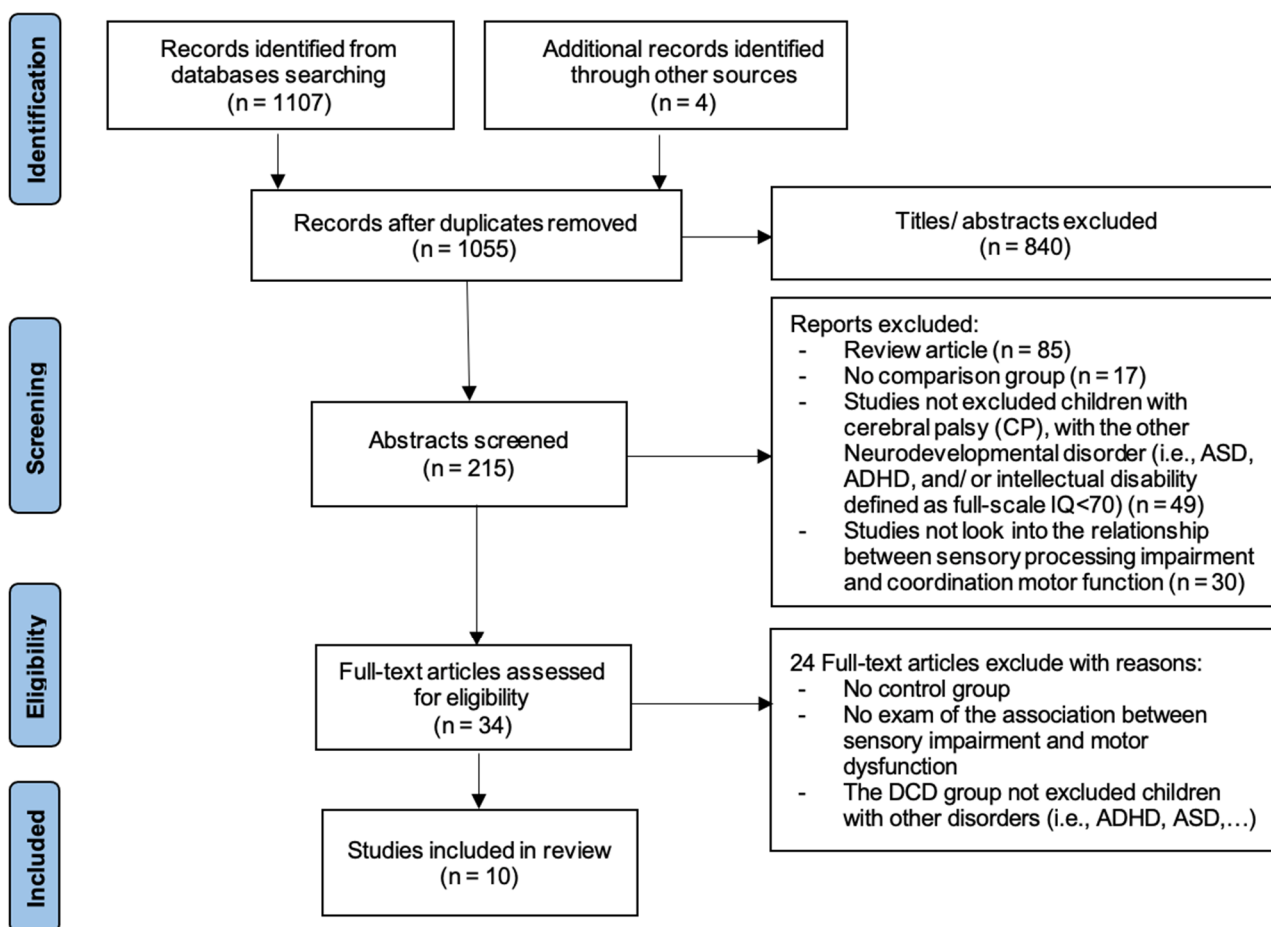 Identification
Records identified from
databases searching
(n = 1107)
Additional records identified
through other sources
(n = 4)
Records after duplicates removed
(n = 1055)
Titles/ abstracts excluded
(n = 840)
Screening
Abstracts screened
(n = 215)
Reports excluded:
- Review article (n = 85)
- No comparison group (n = 17)
- Studies not excluded children with
cerebral palsy (CP), with the other
Neurodevelopmental disorder (i.e., ASD,
ADHD, and/ or intellectual disability
defined as full-scale IQ<70) (n = 49)
- Studies not look into the relationship
between sensory processing impairment
and coordination motor function (n = 30)
Eligibility
Full-text articles assessed
for eligibility
(n = 34)
24 Full-text articles exclude with reasons:
- No control group
- No exam of the association between
sensory impairment and motor
dysfunction
- The DCD group not excluded children
with other disorders (i.e., ADHD, ASD,…)
Included
Studies included in review
(n = 10)